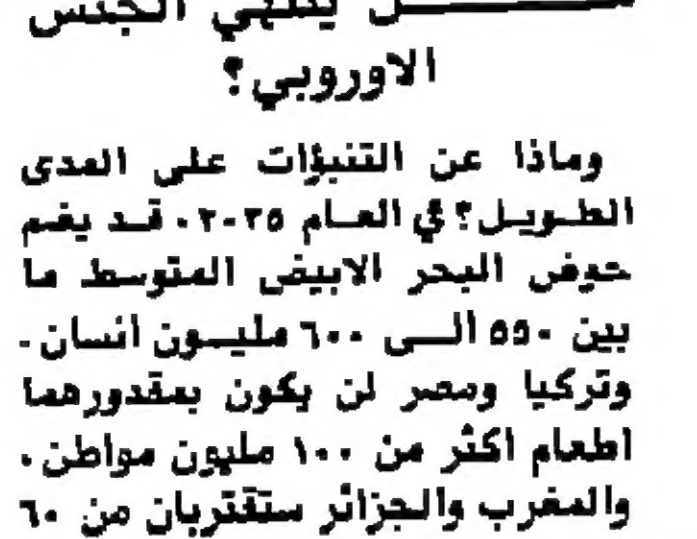 ينتهي الجنس
الاوروبي؟
وماذا عن التنبؤات على المدى
الطويل؟ في العام ٢٠٢٥، قد يضم
حوض البحر الابيض المتوسط ما
بين ٥٥٠ الى ٦٠٠ مليون انسان.
وتركيا ومصر لن يكون بمقدورهما
اطعام اكثر من ١٠٠ مليون مواطن.
والمغرب والجزائر ستقتربان من ٦٠